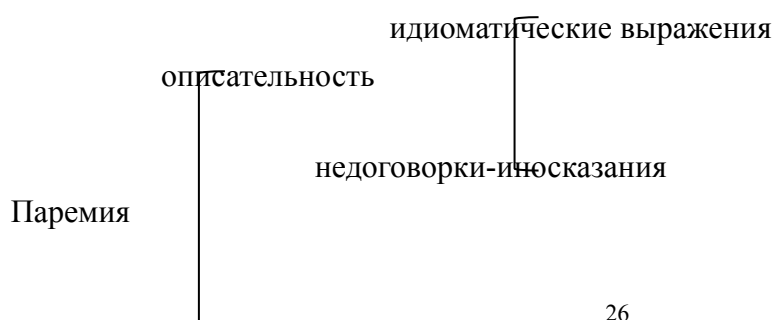 идиоматические выражения
описательность
недоговорки-иносказания
Паремия
26